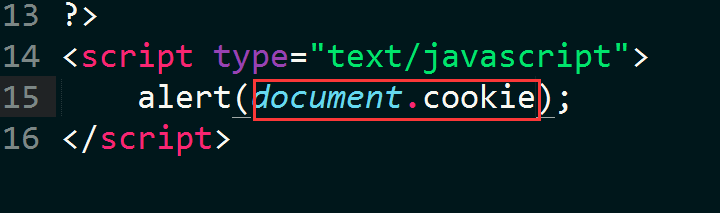 13 ?>
14 <script type="text/javascript">
15     alert(document.cookie);
16 </script>